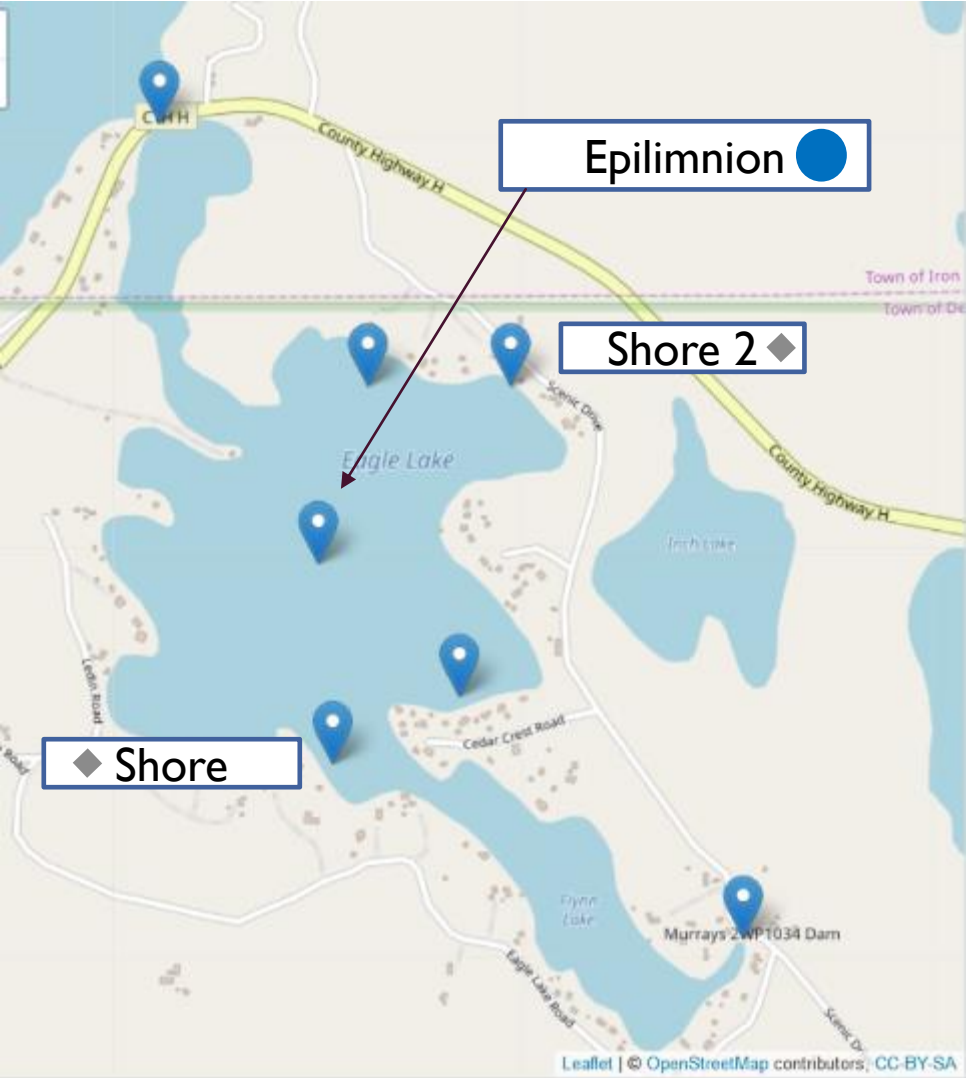 C H H
County Highway H
Epilimnion
Town of Iron
Town of De
Shore 2
Scenic Drive
Eagle Lake
County Highway H
Inch Lake
Ledin Road
Cedar Crest Road
Road
Shore
Flynn
Lake
Murrays 2WP1034 Dam
Eagle Lake Road
Scenic Dr
Leaflet | © OpenStreetMap contributors, CC-BY-SA